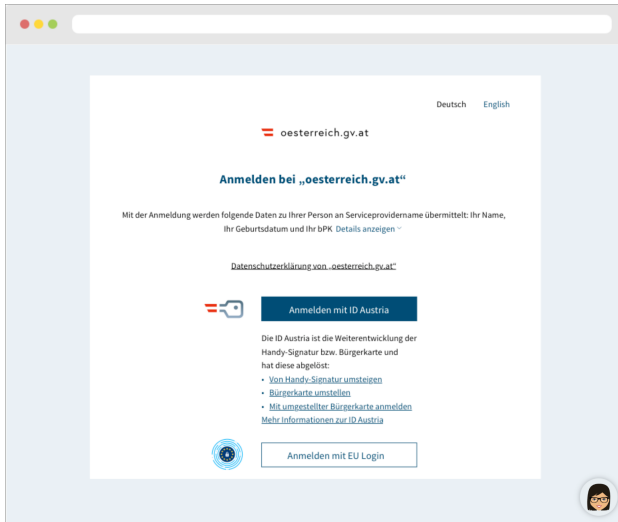 Deutsch English
oesterreich.gv.at
Anmelden bei „oesterreich.gv.at“
Mit der Anmeldung werden folgende Daten zu Ihrer Person an Serviceprovidername übermittelt: Ihr Name,
Ihr Geburtsdatum und Ihr bPK Details anzeigen
Datenschutzerklärung von „oesterreich.gv.at“
Anmelden mit ID Austria
Die ID Austria ist die Weiterentwicklung der
Handy-Signatur bzw. Bürgerkarte und
hat diese abgelöst:
• Von Handy-Signatur umsteigen
• Bürgerkarte umstellen
• Mit umgestellter Bürgerkarte anmelden
Mehr Informationen zur ID Austria
Anmelden mit EU Login